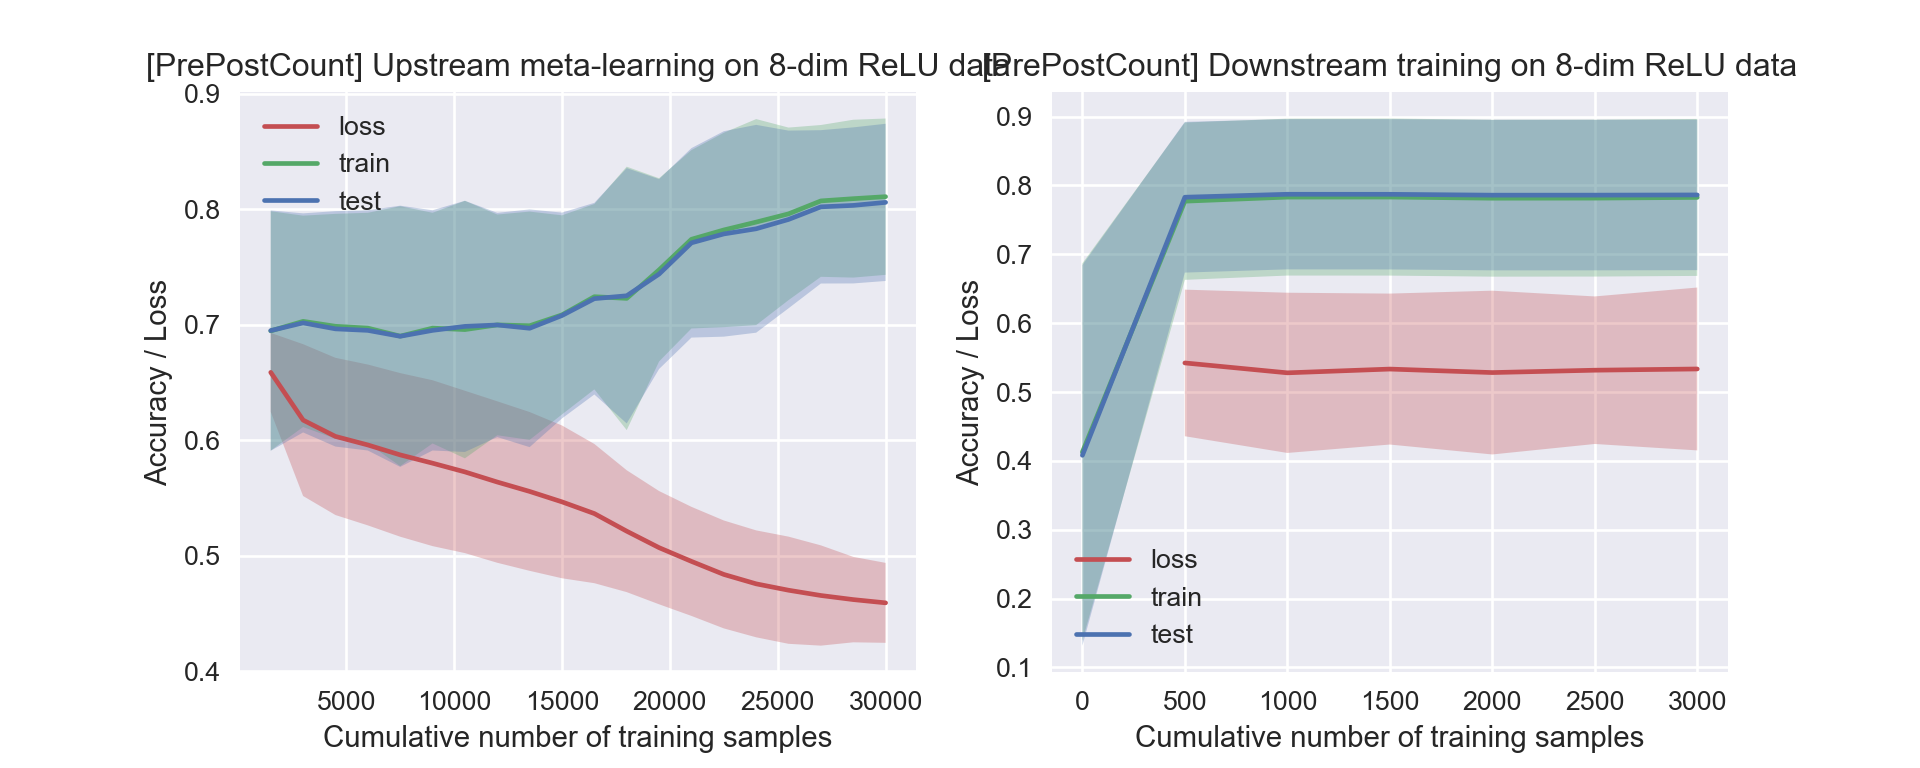 [PrePostCount] Upstream meta-learning on 8-dim ReLU data
0.9
0.8
0.7
0.6
0.5
0.4
Accuracy / Loss
loss
train
test
5000 10000 15000 20000 25000 30000
Cumulative number of training samples
[PrePostCount] Downstream training on 8-dim ReLU data
0.9
0.8
0.7
0.6
0.5
0.4
0.3
0.2
0.1
Accuracy / Loss
loss
train
test
0 500 1000 1500 2000 2500 3000
Cumulative number of training samples